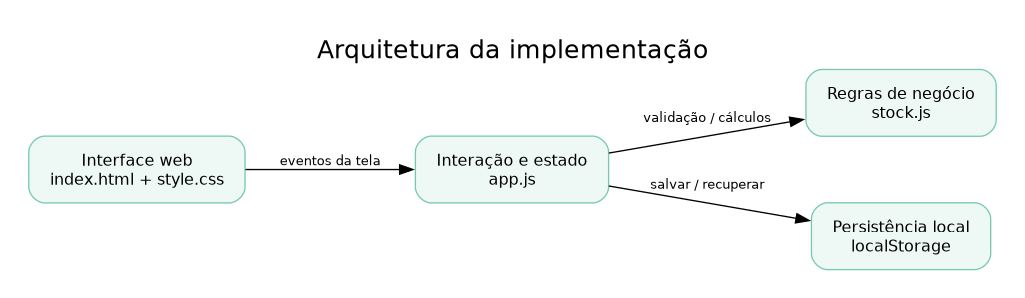 Arquitetura da implementação
Interface web
index.html + style.css
eventos da tela
Interação e estado
app.js
validação / cálculos
Regras de negócio
stock.js
salvar / recuperar
Persistência local
localStorage